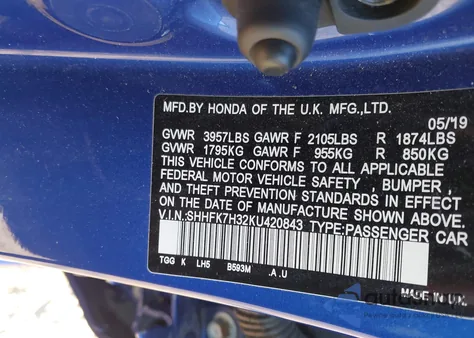 MFD.BY HONDA OF THE U.K. MFG.,LTD. 05/19
GVWR 3957LBS GAWR F 2105LBS R 1874LBS
GVWR 1795KG GAWR F 955KG R 850KG
THIS VEHICLE CONFORMS TO ALL APPLICABLE
FEDERAL MOTOR VEHICLE SAFETY , BUMPER ,
AND THEFT PREVENTION STANDARDS IN EFFECT
ON THE DATE OF MANUFACTURE SHOWN ABOVE.
V.I.N.:SHHFK7H32KU420843 TYPE:PASSENGER CAR
TGG K LH5 B593M .A.U
MADE IN U.K.